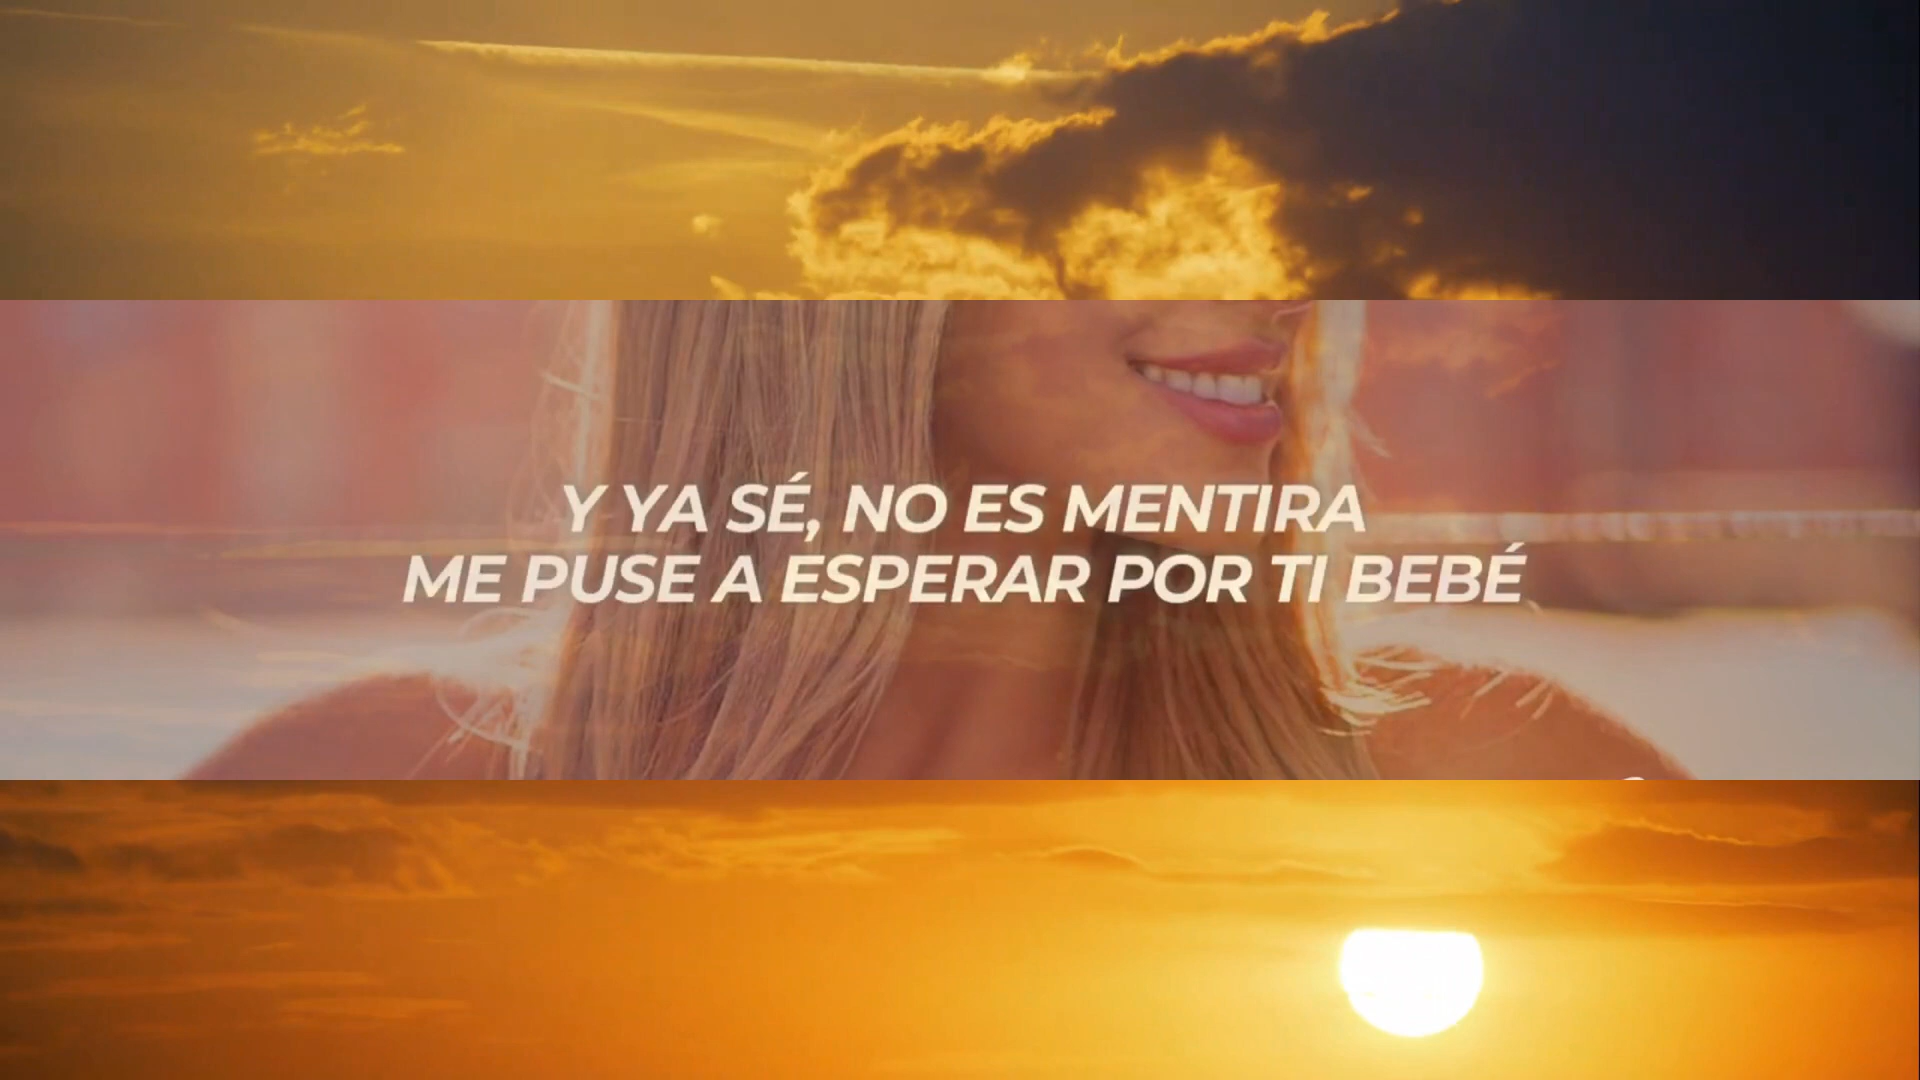 Y YA SÉ, NO ES MENTIRA
ME PUSE A ESPERAR POR TI BEBÉ